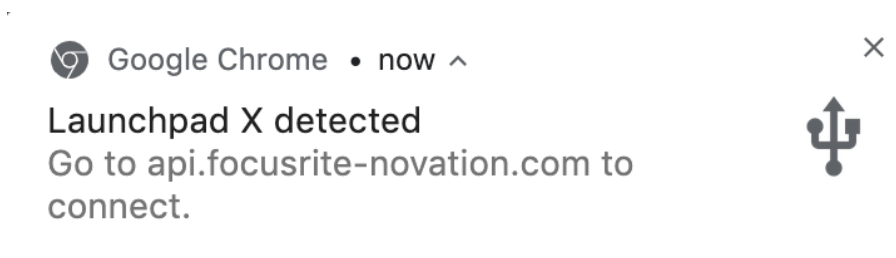 Google Chrome • now
Launchpad X detected
Go to api.focusrite-novation.com to
connect.